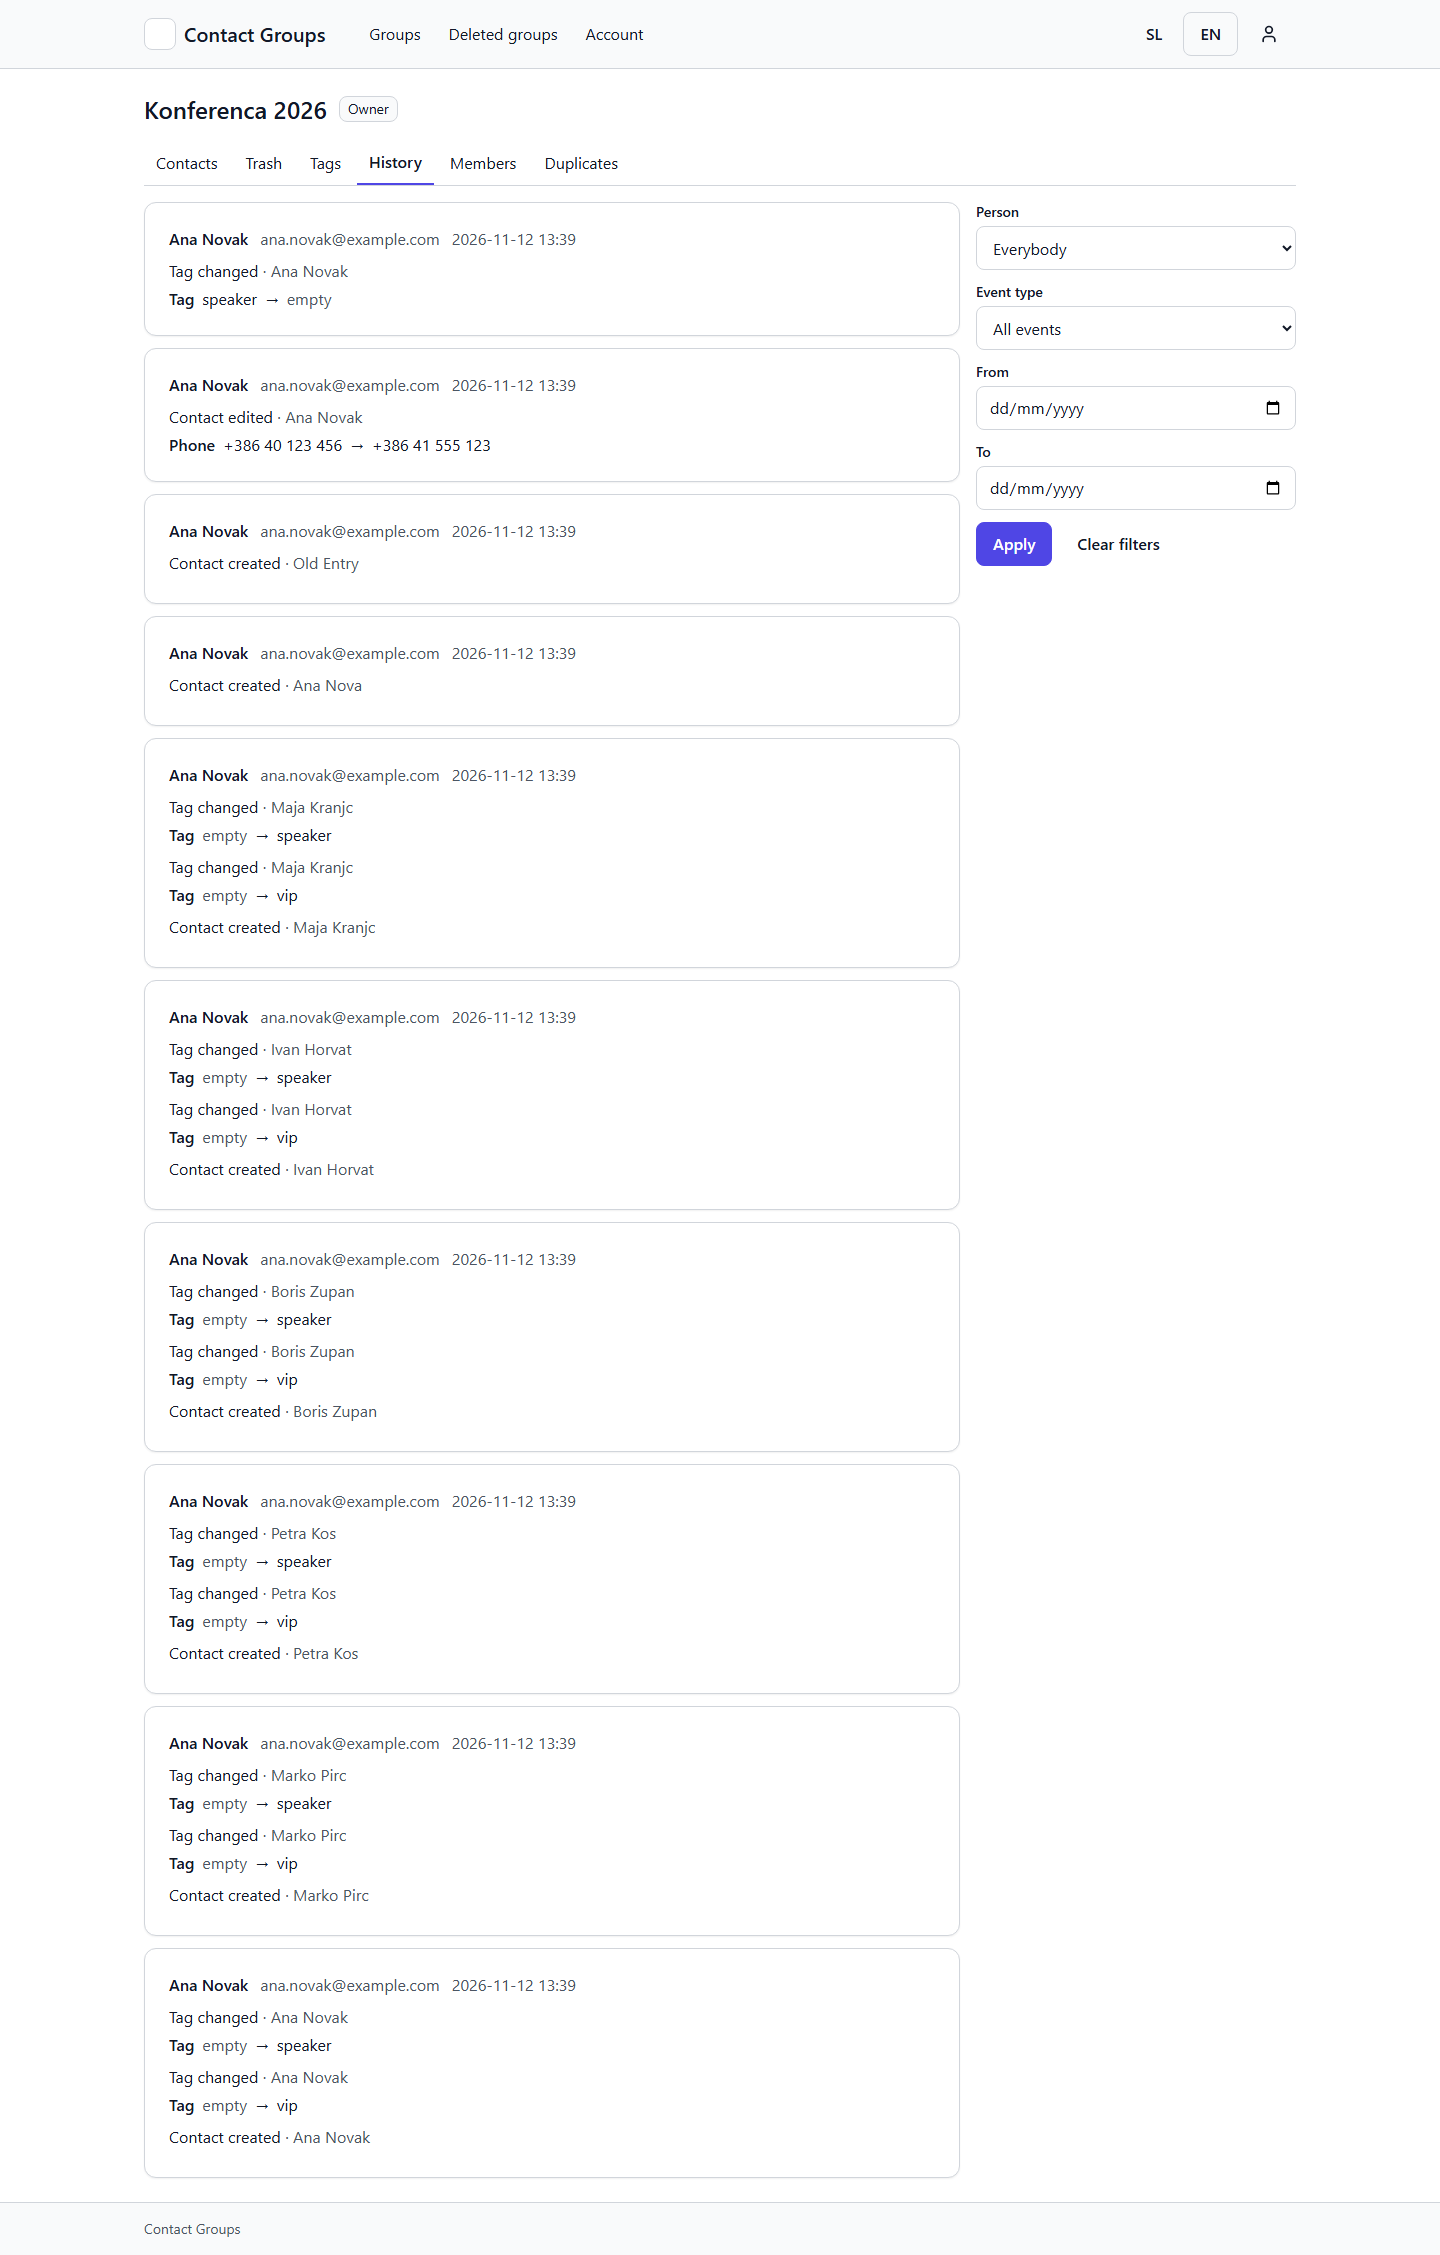 Contact Groups Groups Deleted groups Account SL EN
Konferenca 2026 Owner
Contacts Trash Tags History Members Duplicates
Ana Novak ana.novak@example.com 2026-11-12 13:39
Tag changed · Ana Novak
Tag speaker → empty
Ana Novak ana.novak@example.com 2026-11-12 13:39
Contact edited · Ana Novak
Phone +386 40 123 456 → +386 41 555 123
Ana Novak ana.novak@example.com 2026-11-12 13:39
Contact created · Old Entry
Ana Novak ana.novak@example.com 2026-11-12 13:39
Contact created · Ana Nova
Ana Novak ana.novak@example.com 2026-11-12 13:39
Tag changed · Maja Kranjc
Tag empty → speaker
Tag changed · Maja Kranjc
Tag empty → vip
Contact created · Maja Kranjc
Ana Novak ana.novak@example.com 2026-11-12 13:39
Tag changed · Ivan Horvat
Tag empty → speaker
Tag changed · Ivan Horvat
Tag empty → vip
Contact created · Ivan Horvat
Ana Novak ana.novak@example.com 2026-11-12 13:39
Tag changed · Boris Zupan
Tag empty → speaker
Tag changed · Boris Zupan
Tag empty → vip
Contact created · Boris Zupan
Ana Novak ana.novak@example.com 2026-11-12 13:39
Tag changed · Petra Kos
Tag empty → speaker
Tag changed · Petra Kos
Tag empty → vip
Contact created · Petra Kos
Ana Novak ana.novak@example.com 2026-11-12 13:39
Tag changed · Marko Pirc
Tag empty → speaker
Tag changed · Marko Pirc
Tag empty → vip
Contact created · Marko Pirc
Ana Novak ana.novak@example.com 2026-11-12 13:39
Tag changed · Ana Novak
Tag empty → speaker
Tag changed · Ana Novak
Tag empty → vip
Contact created · Ana Novak
Person
Everybody
Event type
All events
From
dd/mm/yyyy
To
dd/mm/yyyy
Apply Clear filters
Contact Groups